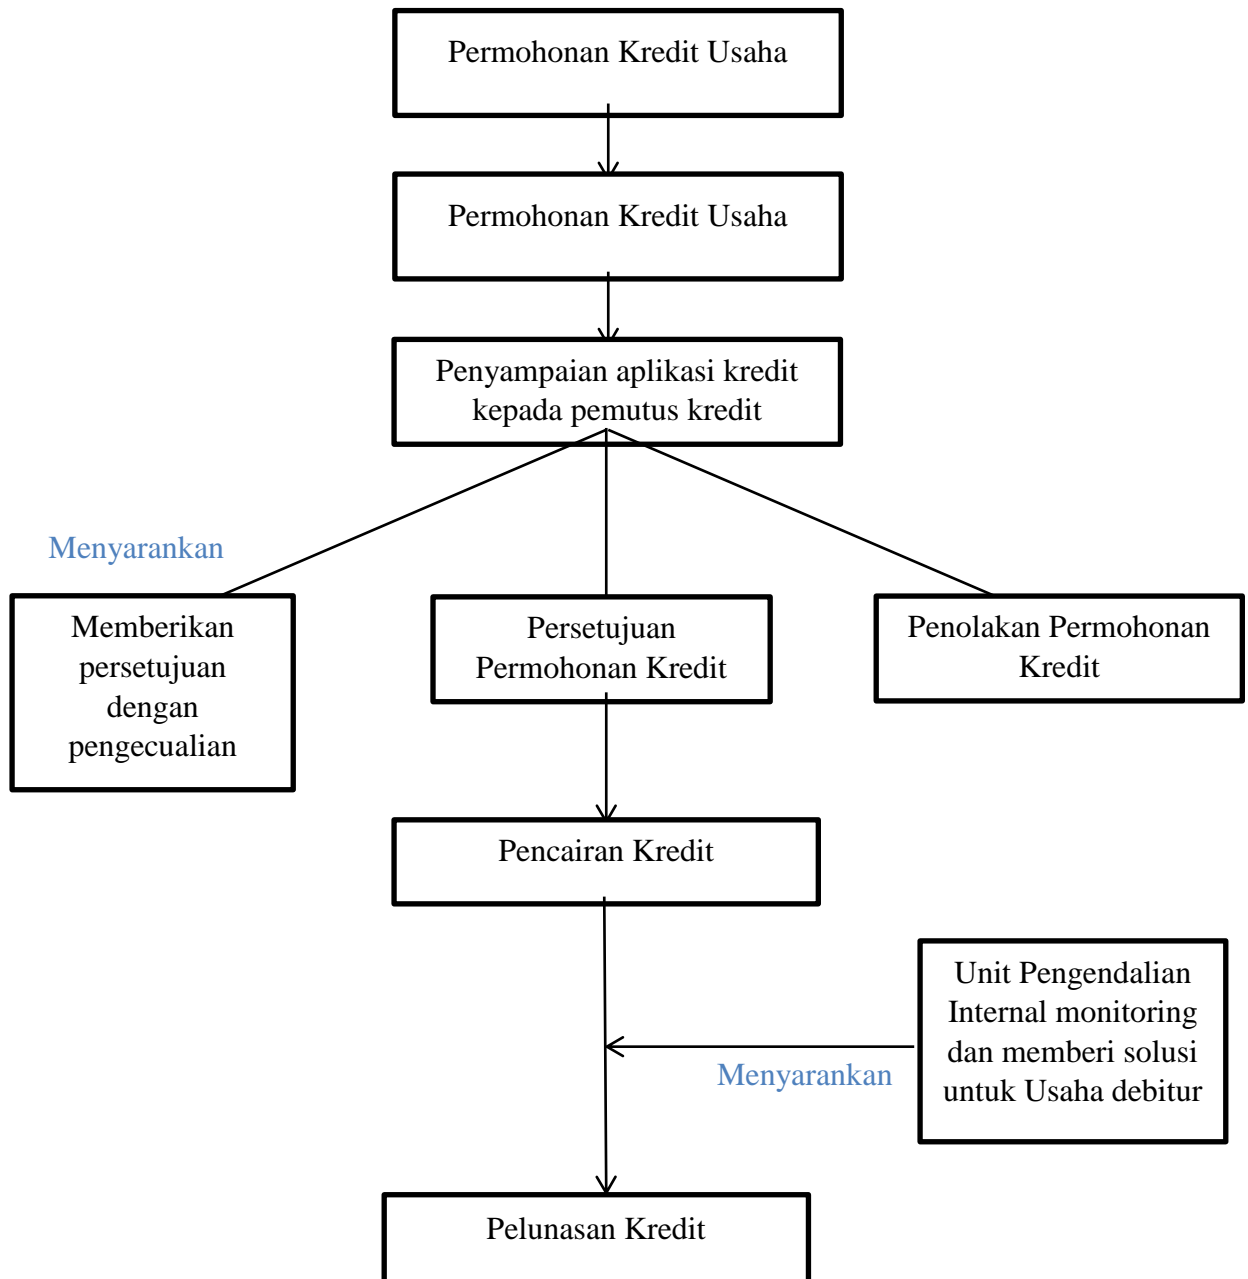 Permohonan Kredit Usaha
Permohonan Kredit Usaha
Penyampaian aplikasi kredit
kepada pemutus kredit
Menyarankan
Memberikan
persetujuan
dengan
pengecualian
Persetujuan
Permohonan Kredit
Penolakan Permohonan
Kredit
Pencairan Kredit
Unit Pengendalian
Internal monitoring
dan memberi solusi
untuk Usaha debitur
Menyarankan
Pelunasan Kredit